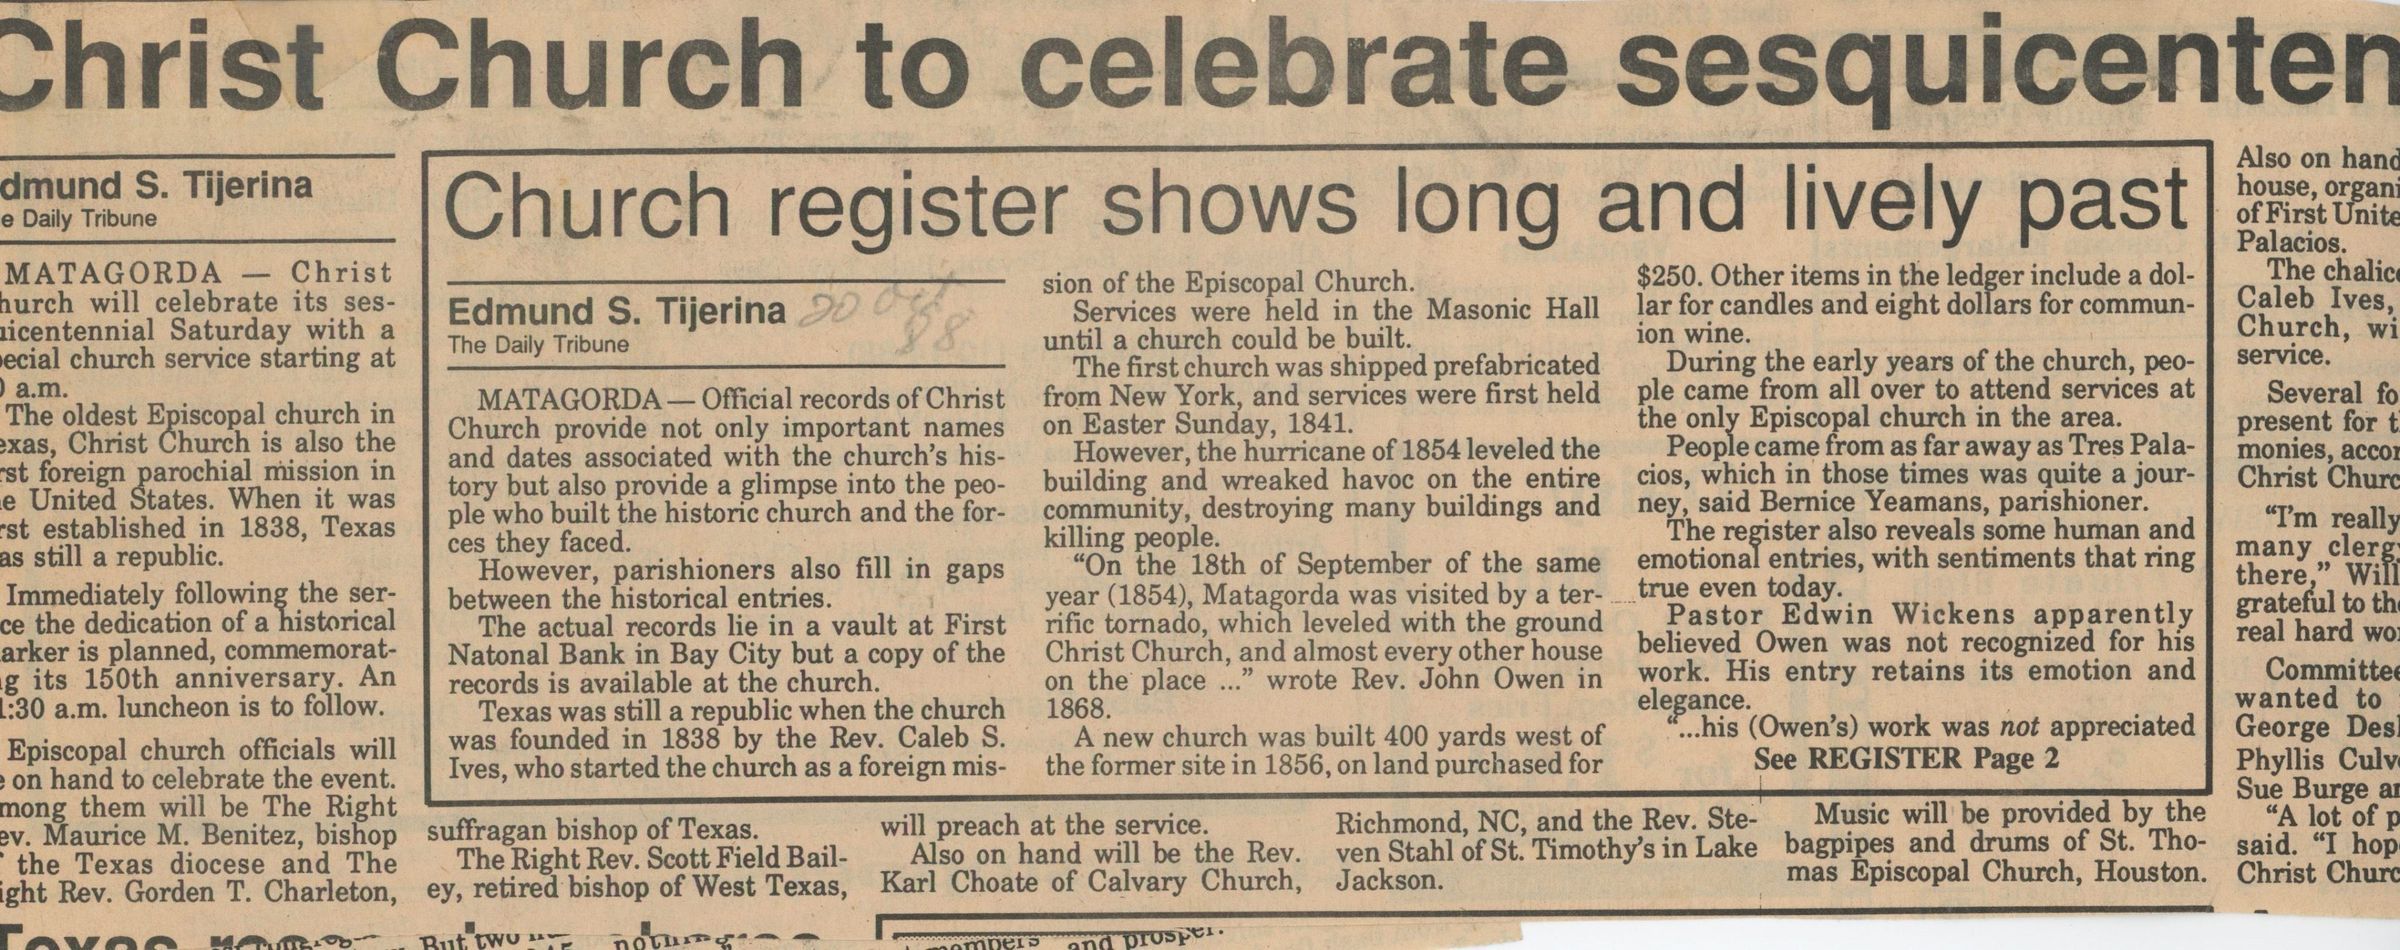 Christ Church to celebrate sesquicenten
dmund S. Tijerina
e Daily Tribune
MATAGORDA — Christ
hurch will celebrate its ses-
uicentennial Saturday with a
pecial church service starting at
0 a.m.
The oldest Episcopal church in
exas, Christ Church is also the
rst foreign parochial mission in
he United States. When it was
rst established in 1838, Texas
as still a republic.
Immediately following the ser-
ice the dedication of a historical
arker is planned, commemorat-
ng its 150th anniversary. An
1:30 a.m. luncheon is to follow.
Episcopal church officials will
e on hand to celebrate the event.
mong them will be The Right
ev. Maurice M. Benitez, bishop
f the Texas diocese and The
ight Rev. Gorden T. Charleton,
suffragan bishop of Texas.
The Right Rev. Scott Field Bail-
ey, retired bishop of West Texas,
will preach at the service.
Also on hand will be the Rev.
Karl Choate of Calvary Church,
Richmond, NC, and the Rev. Ste-
ven Stahl of St. Timothy's in Lake
Jackson.
Music will be provided by the
bagpipes and drums of St. Tho-
mas Episcopal Church, Houston.
Also on hand
house, organi
of First Unite
Palacios.
The chalice
Caleb Ives,
Church, wi
service.
Several fo
present for t
monies, accor
Christ Churc
"I'm really
many clergy
there," Will
grateful to the
real hard wo
Committee
wanted to
George Des
Phyllis Culv
Sue Burge an
"A lot of p
said. "I hop
Christ Churc
Church register shows long and lively past
Edmund S. Tijerina
20 Oct
88
The Daily Tribune
MATAGORDA — Official records of Christ
Church provide not only important names
and dates associated with the church's his-
tory but also provide a glimpse into the peo-
ple who built the historic church and the for-
ces they faced.
However, parishioners also fill in gaps
between the historical entries.
The actual records lie in a vault at First
Natonal Bank in Bay City but a copy of the
records is available at the church.
Texas was still a republic when the church
was founded in 1838 by the Rev. Caleb S.
Ives, who started the church as a foreign mis-
sion of the Episcopal Church.
Services were held in the Masonic Hall
until a church could be built.
The first church was shipped prefabricated
from New York, and services were first held
on Easter Sunday, 1841.
However, the hurricane of 1854 leveled the
building and wreaked havoc on the entire
community, destroying many buildings and
killing people.
"On the 18th of September of the same
year (1854), Matagorda was visited by a ter-
rific tornado, which leveled with the ground
Christ Church, and almost every other house
on the place ..." wrote Rev. John Owen in
1868.
A new church was built 400 yards west of
the former site in 1856, on land purchased for
$250. Other items in the ledger include a dol-
lar for candles and eight dollars for commun-
ion wine.
During the early years of the church, peo-
ple came from all over to attend services at
the only Episcopal church in the area.
People came from as far away as Tres Pala-
cios, which in those times was quite a jour-
ney, said Bernice Yeamans, parishioner.
The register also reveals some human and
emotional entries, with sentiments that ring
true even today.
Pastor Edwin Wickens apparently
believed Owen was not recognized for his
work. His entry retains its emotion and
elegance.
"...his (Owen's) work was not appreciated
See REGISTER Page 2
But two
and prosper.